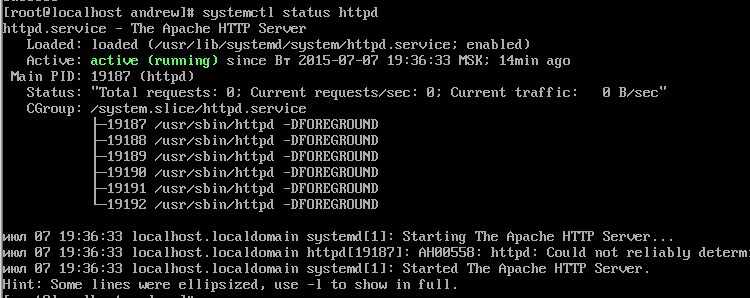 [root@localhost andrew]# systemctl status httpd
httpd.service - The Apache HTTP Server
   Loaded: loaded (/usr/lib/systemd/system/httpd.service; enabled)
   Active: active (running) since Вт 2015-07-07 19:36:33 MSK; 14min ago
 Main PID: 19187 (httpd)
   Status: "Total requests: 0; Current requests/sec: 0; Current traffic:   0 B/sec"
   CGroup: /system.slice/httpd.service
           ├─19187 /usr/sbin/httpd -DFOREGROUND
           ├─19188 /usr/sbin/httpd -DFOREGROUND
           ├─19189 /usr/sbin/httpd -DFOREGROUND
           ├─19190 /usr/sbin/httpd -DFOREGROUND
           ├─19191 /usr/sbin/httpd -DFOREGROUND
           └─19192 /usr/sbin/httpd -DFOREGROUND
июл 07 19:36:33 localhost.localdomain systemd[1]: Starting The Apache HTTP Server...
июл 07 19:36:33 localhost.localdomain httpd[19187]: AH00558: httpd: Could not reliably determi
июл 07 19:36:33 localhost.localdomain systemd[1]: Started The Apache HTTP Server.
Hint: Some lines were ellipsized, use -l to show in full.